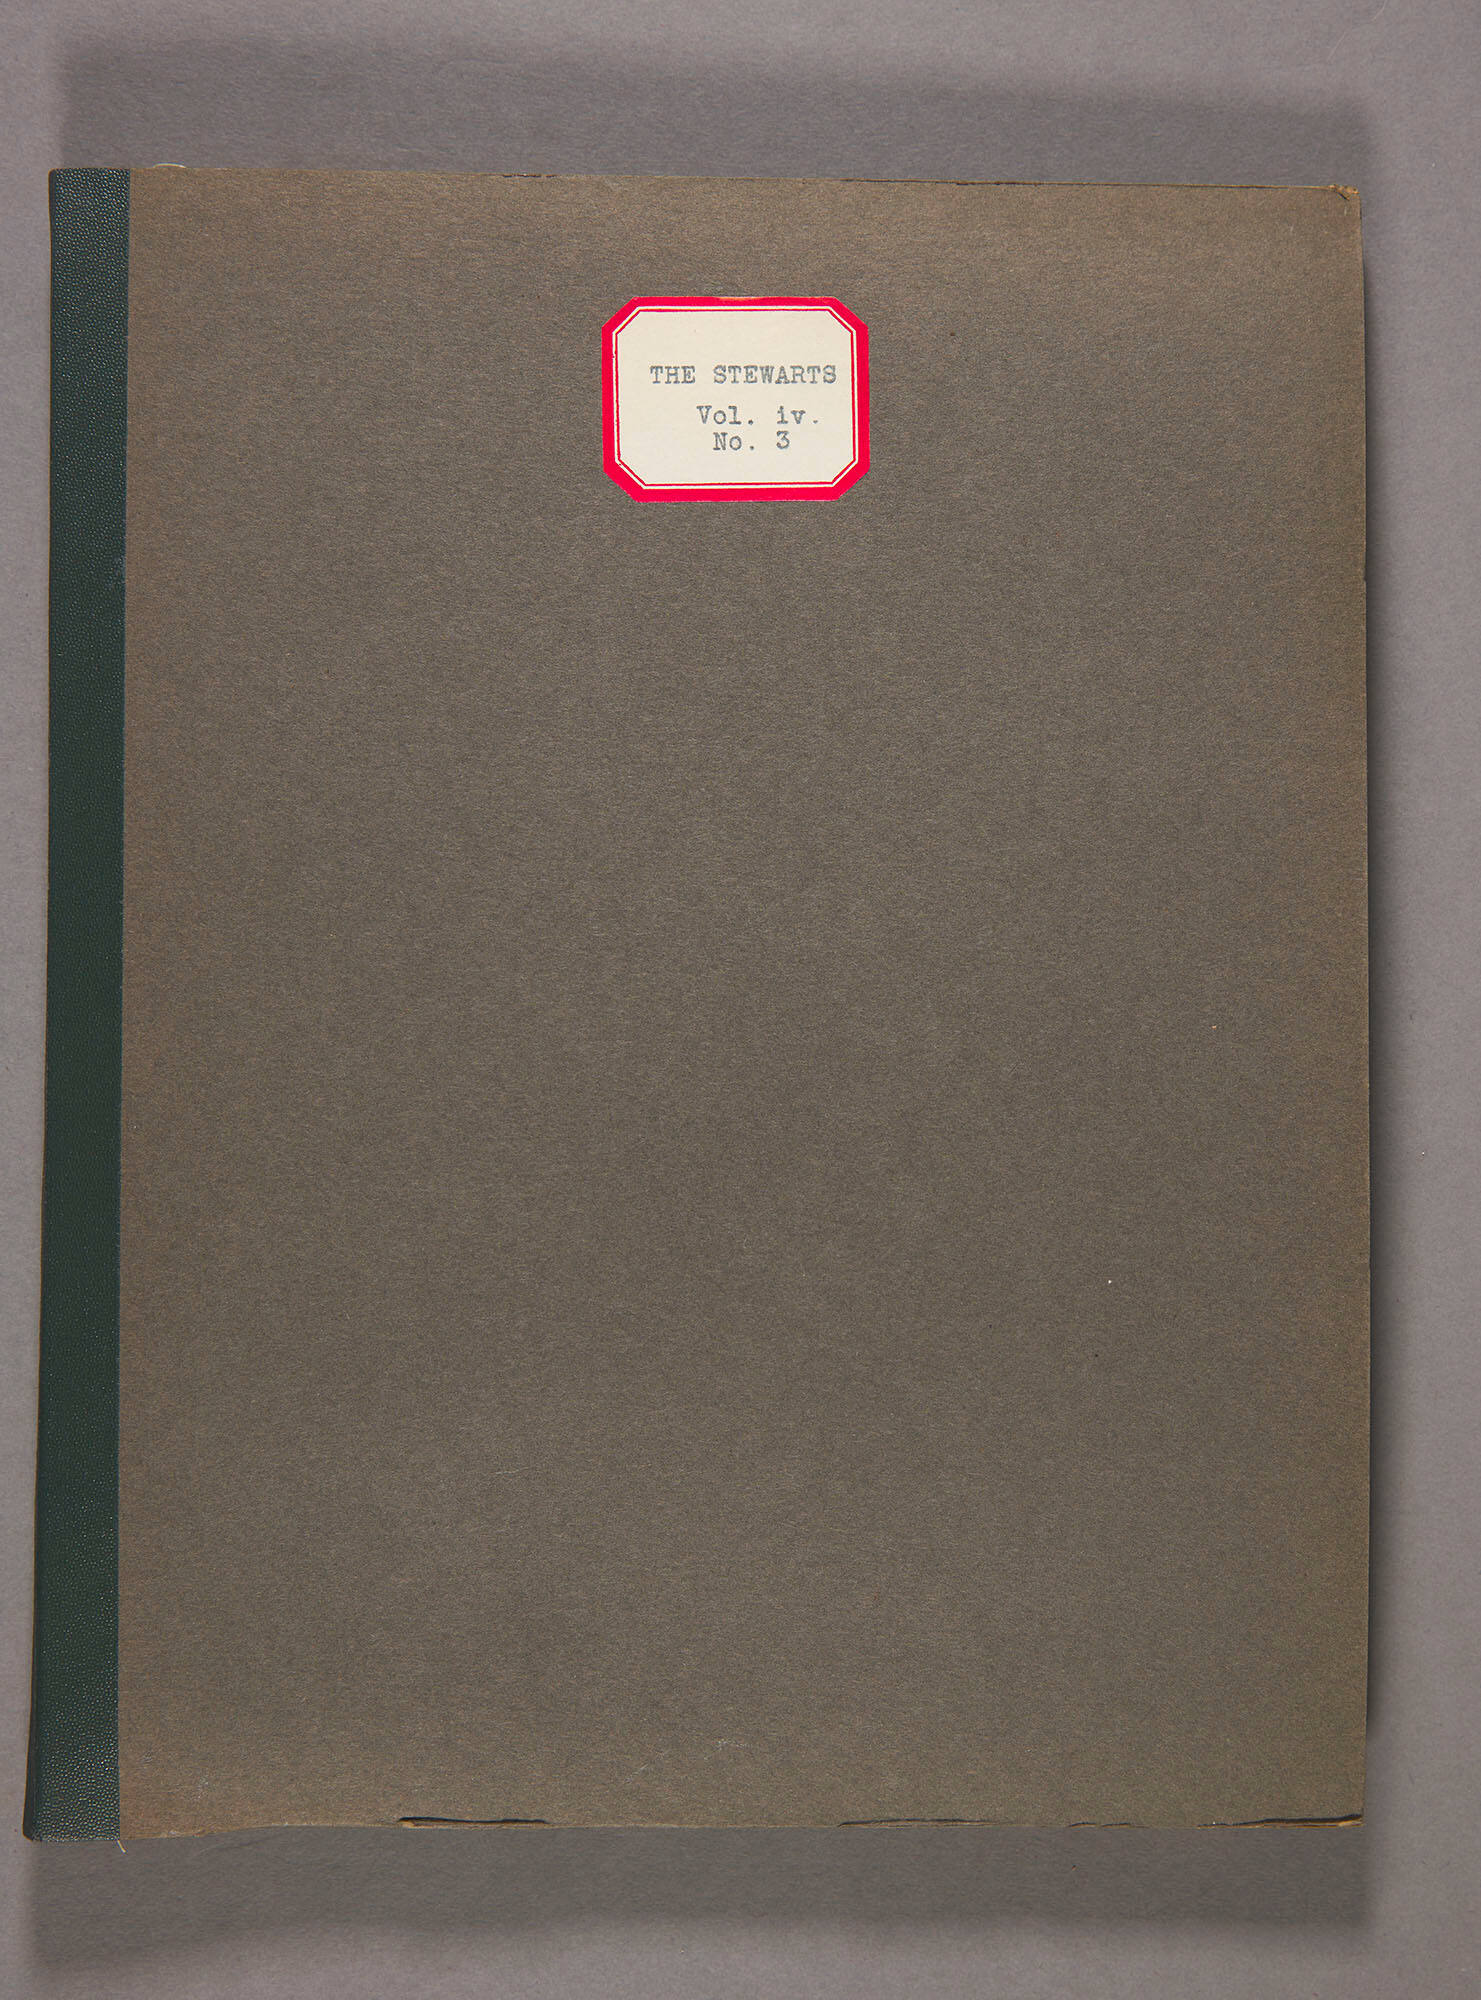 THE STEWARTS
Vol. iv.
No. 3